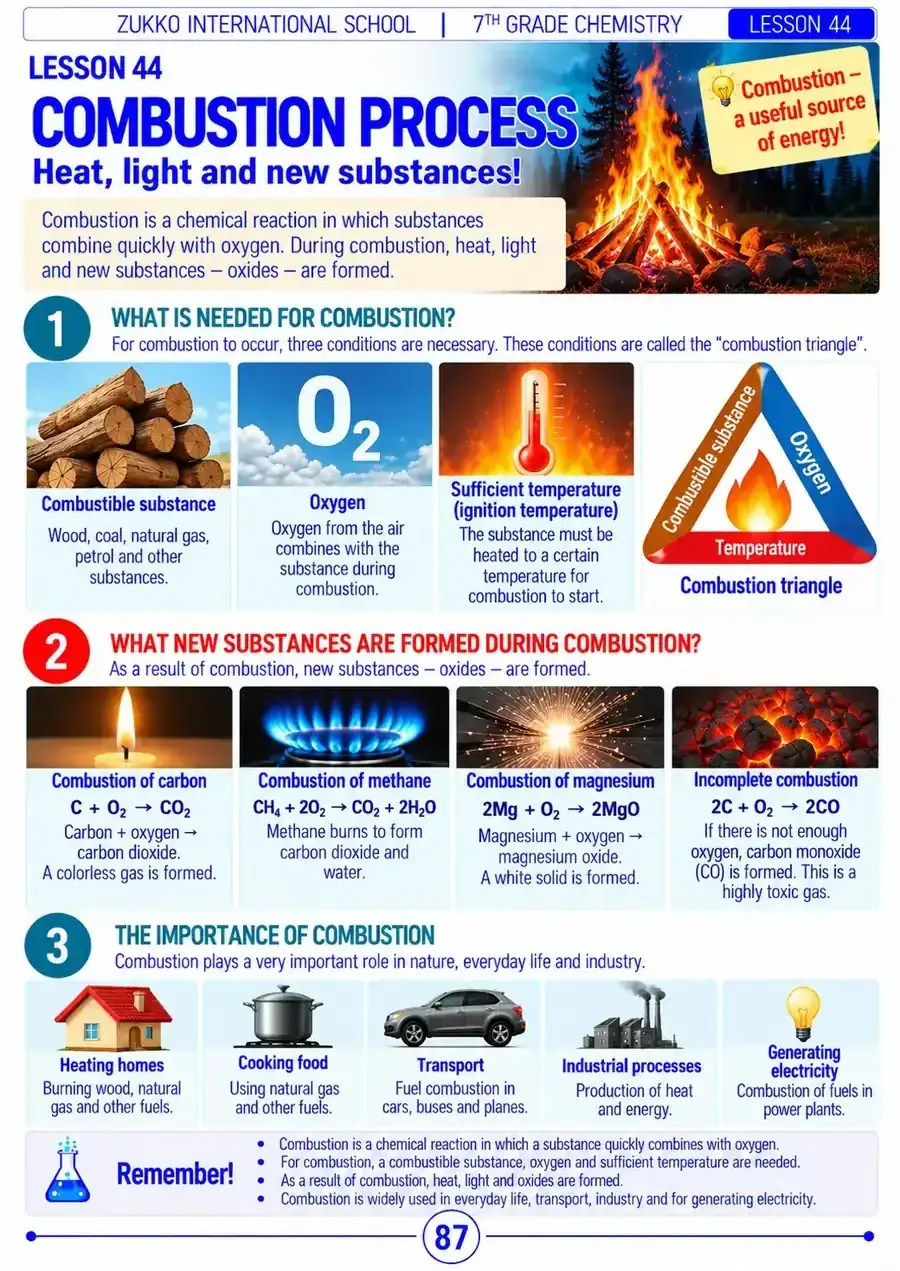 ZUKKO INTERNATIONAL SCHOOL | 7TH GRADE CHEMISTRY LESSON 44
LESSON 44
COMBUSTION PROCESS
Heat, light and new substances!
Combustion –
a useful source
of energy!
Combustion is a chemical reaction in which substances
combine quickly with oxygen. During combustion, heat, light
and new substances – oxides – are formed.
1
WHAT IS NEEDED FOR COMBUSTION?
For combustion to occur, three conditions are necessary. These conditions are called the “combustion triangle”.
Combustible substance
Wood, coal, natural gas,
petrol and other
substances.
O₂
Oxygen
Oxygen from the air
combines with the
substance during
combustion.
Sufficient temperature
(ignition temperature)
The substance must be
heated to a certain
temperature for
combustion to start.
Combustible substance
Oxygen
Temperature
Combustion triangle
2
WHAT NEW SUBSTANCES ARE FORMED DURING COMBUSTION?
As a result of combustion, new substances – oxides – are formed.
Combustion of carbon
C + O₂ → CO₂
Carbon + oxygen →
carbon dioxide.
A colorless gas is formed.
Combustion of methane
CH₄ + 2O₂ → CO₂ + 2H₂O
Methane burns to form
carbon dioxide and
water.
Combustion of magnesium
2Mg + O₂ → 2MgO
Magnesium + oxygen →
magnesium oxide.
A white solid is formed.
Incomplete combustion
2C + O₂ → 2CO
If there is not enough
oxygen, carbon monoxide
(CO) is formed. This is a
highly toxic gas.
3
THE IMPORTANCE OF COMBUSTION
Combustion plays a very important role in nature, everyday life and industry.
Heating homes
Burning wood, natural
gas and other fuels.
Cooking food
Using natural gas
and other fuels.
Transport
Fuel combustion in
cars, buses and planes.
Industrial processes
Production of heat
and energy.
Generating
electricity
Combustion of fuels in
power plants.
Remember!
• Combustion is a chemical reaction in which a substance quickly combines with oxygen.
• For combustion, a combustible substance, oxygen and sufficient temperature are needed.
• As a result of combustion, heat, light and oxides are formed.
• Combustion is widely used in everyday life, transport, industry and for generating electricity.
87